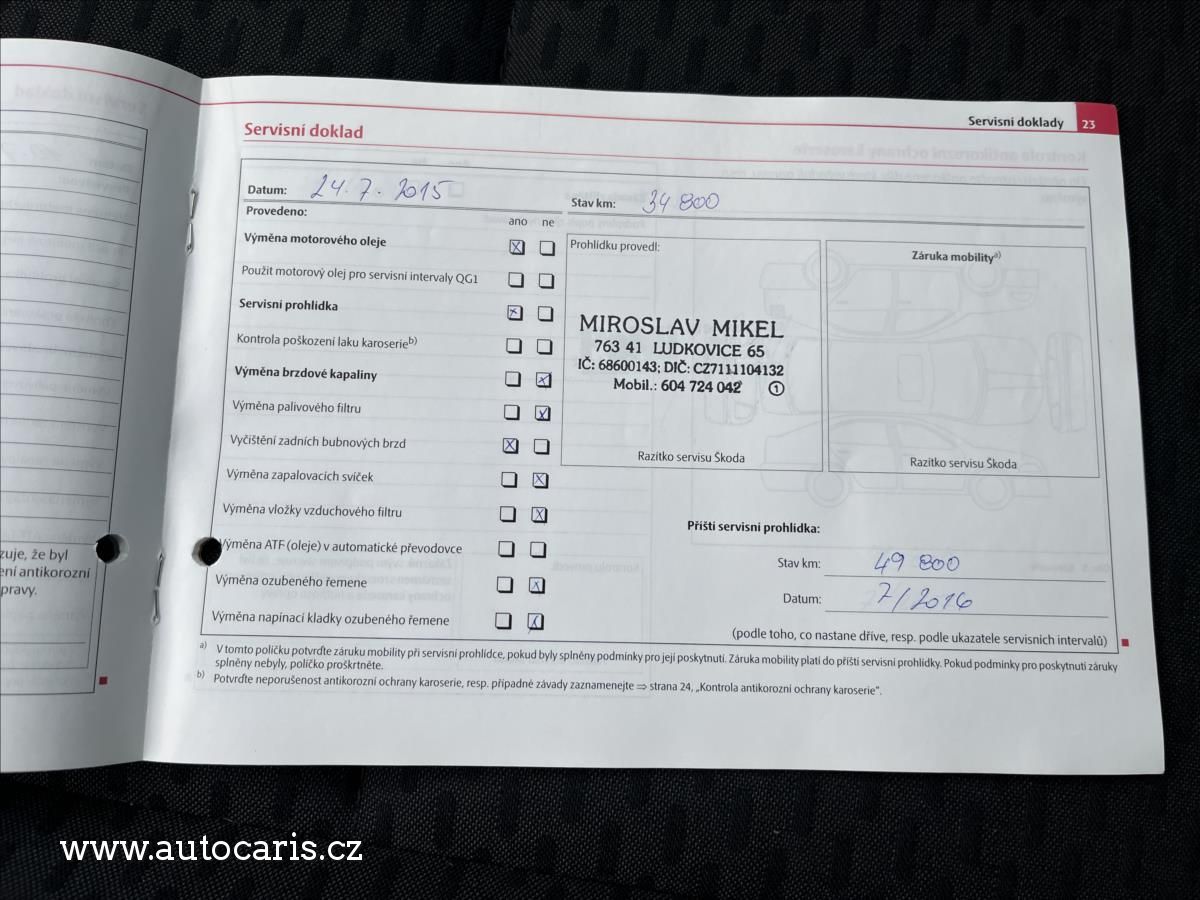 Servisní doklady 23
Servisní doklad
Datum: 24.7.2015
Stav km: 34 800
Provedeno:
ano ne
Výměna motorového oleje
Použit motorový olej pro servisní intervaly QG1
Servisní prohlídka
Kontrola poškození laku karoserie b)
Výměna brzdové kapaliny
Výměna palivového filtru
Vyčištění zadních bubnových brzd
Výměna zapalovacích svíček
Výměna vložky vzduchového filtru
Výměna ATF (oleje) v automatické převodovce
Výměna ozubeného řemene
Výměna napínací kladky ozubeného řemene
Prohlídku provedl:
MIROSLAV MIKEL
763 41 LUDKOVICE 65
IČ: 68600143; DIČ: CZ7111104132
Mobil.: 604 724 042 1
Razítko servisu Škoda
Záruka mobility a)
Razítko servisu Škoda
Příští servisní prohlídka:
Stav km: 49 800
Datum: 7/2016
(podle toho, co nastane dříve, resp. podle ukazatele servisních intervalů)
a) V tomto políčku potvrďte záruku mobility při servisní prohlídce, pokud byly splněny podmínky pro její poskytnutí. Záruka mobility platí do příští servisní prohlídky. Pokud podmínky pro poskytnutí záruky
splněny nebyly, políčko proškrtněte.
b) Potvrďte neporušenost antikorozní ochrany karoserie, resp. případné závady zaznamenejte ⇒ strana 24, „Kontrola antikorozní ochrany karoserie".
zuje, že byl
ení antikorozní
pravy.
www.autocaris.cz